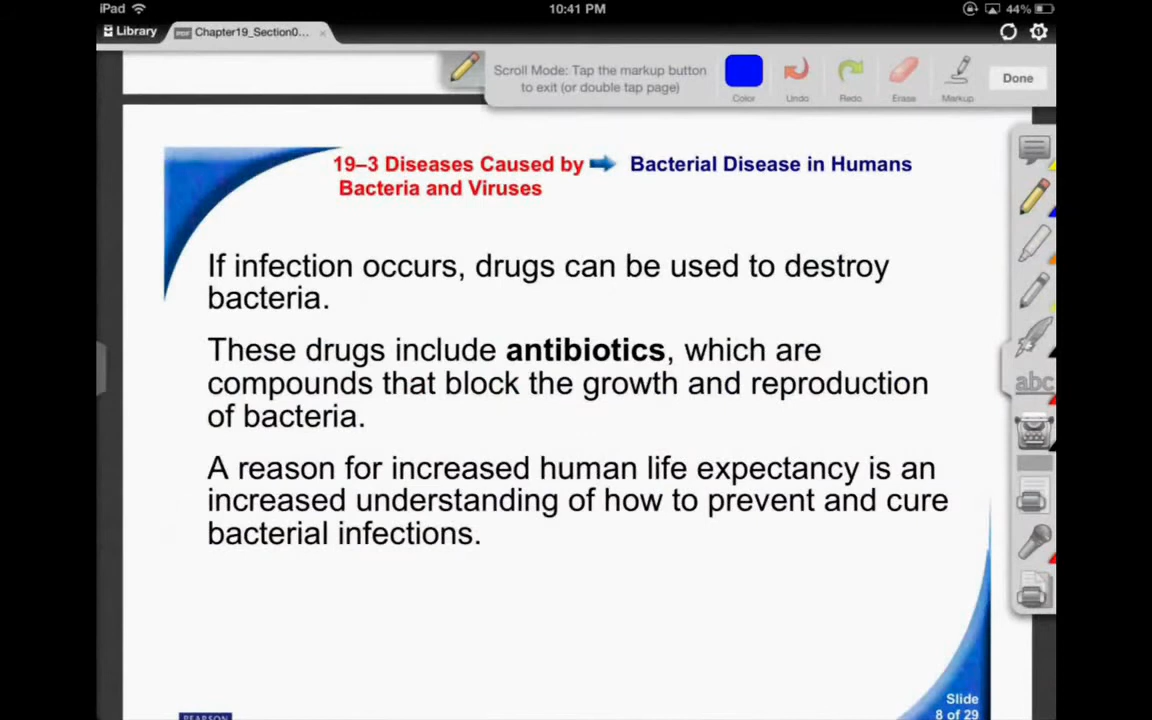 iPad
10:41 PM
44%
Library
PDF
Chapter19_Section0...
x
1
Scroll Mode: Tap the markup button
to exit (or double tap page)
Color
Undo
Redo
Erase
Markup
Done
19–3 Diseases Caused by
Bacteria and Viruses
Bacterial Disease in Humans
If infection occurs, drugs can be used to destroy
bacteria.
These drugs include antibiotics, which are
compounds that block the growth and reproduction
of bacteria.
A reason for increased human life expectancy is an
increased understanding of how to prevent and cure
bacterial infections.
abc
Slide
8 of 29
PEARSON